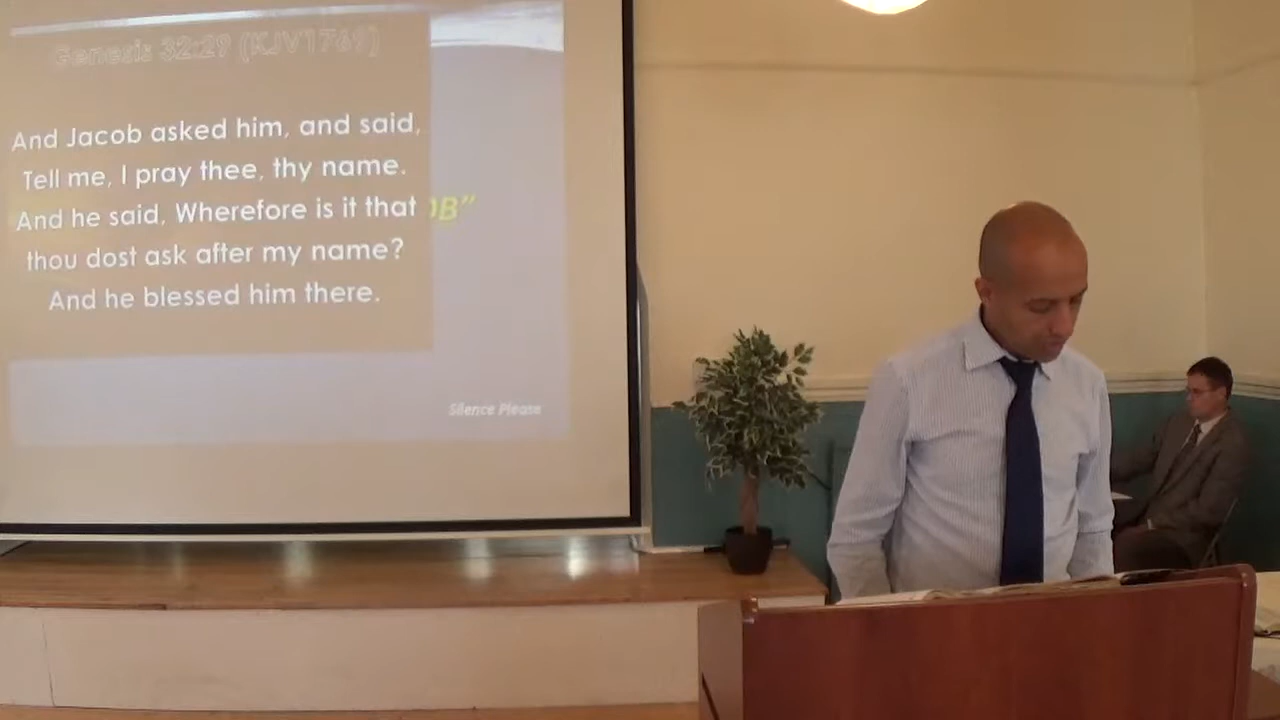 Genesis 32:29 (KJV1769)
And Jacob asked him, and said,
Tell me, I pray thee, thy name.
And he said, Wherefore is it that
thou dost ask after my name?
And he blessed him there.
OB”
Silence Please